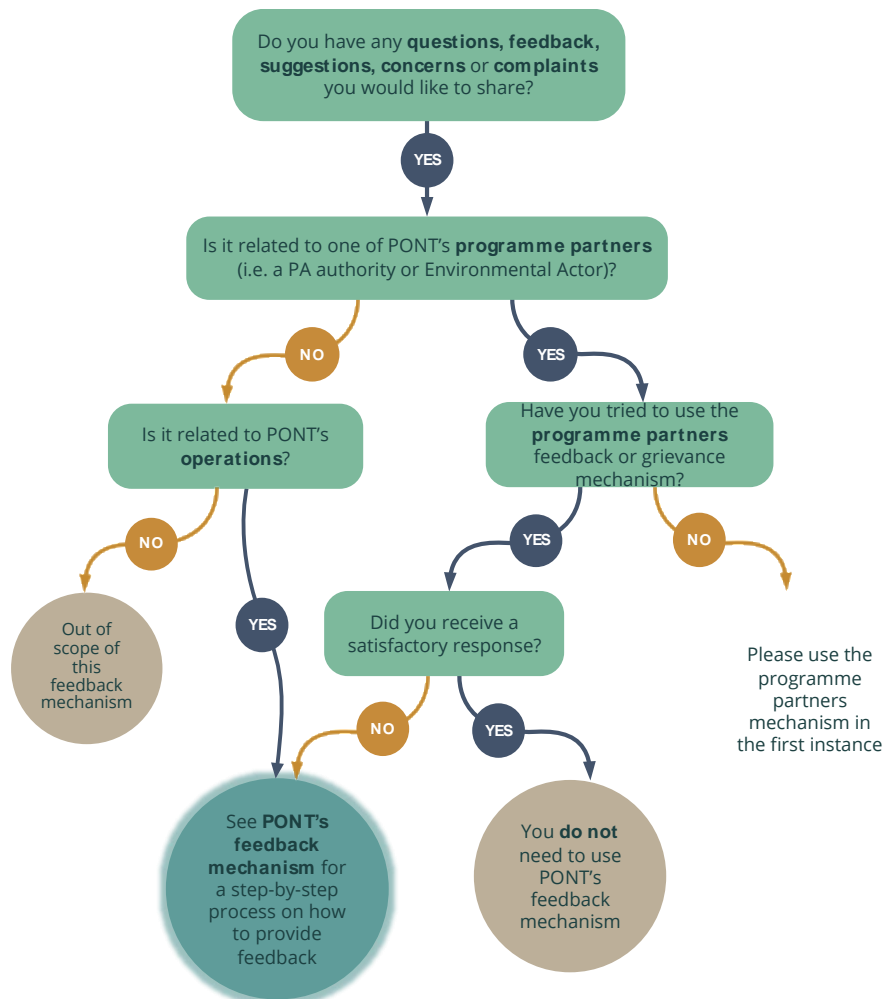 Do you have any questions, feedback,
suggestions, concerns or complaints
you would like to share?
YES
Is it related to one of PONT’s programme partners
(i.e. a PA authority or Environmental Actor)?
NO
YES
Is it related to PONT’s
operations?
Have you tried to use the
programme partners
feedback or grievance
mechanism?
NO
YES
YES
NO
Out of
scope of
this
feedback
mechanism
Did you receive a
satisfactory response?
Please use the
programme
partners
mechanism in
the first instance
NO
YES
See PONT’s
feedback
mechanism for
a step-by-step
process on how
to provide
feedback
You do not
need to use
PONT’s
feedback
mechanism